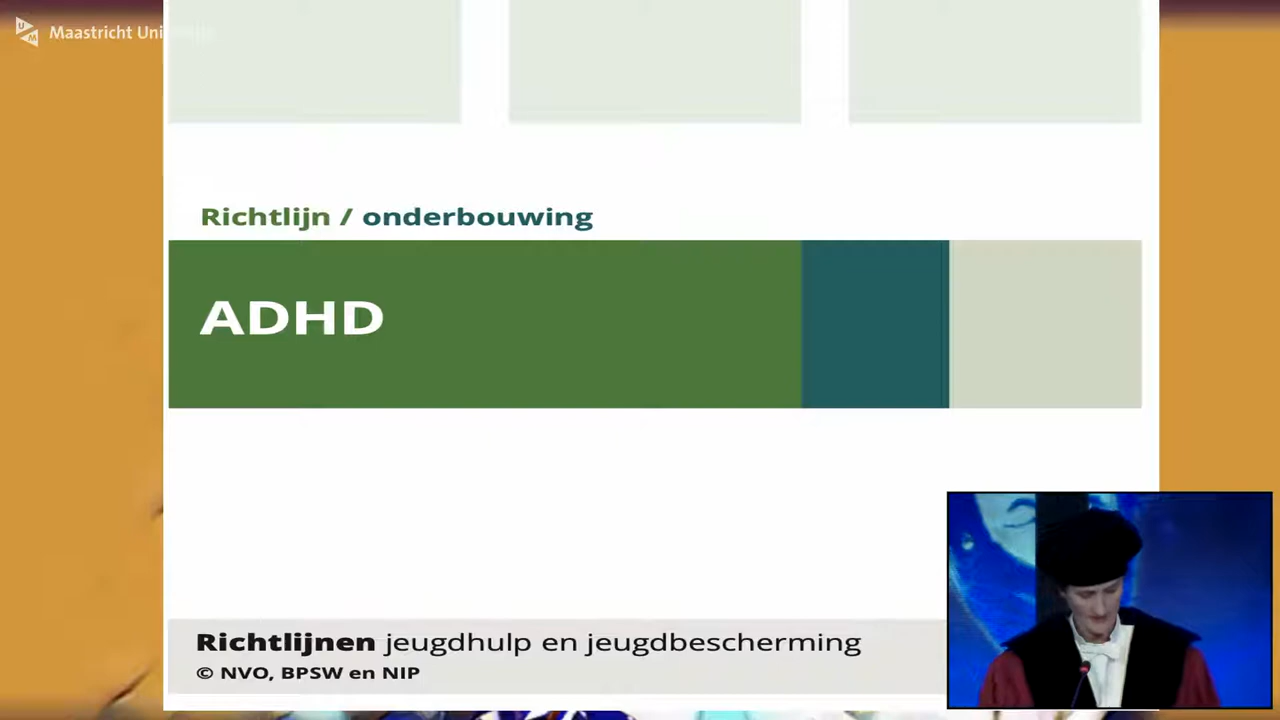 Maastricht Uni
Richtlijn / onderbouwing
ADHD
Richtlijnen jeugdhulp en jeugdbescherming
© NVO, BPSW en NIP